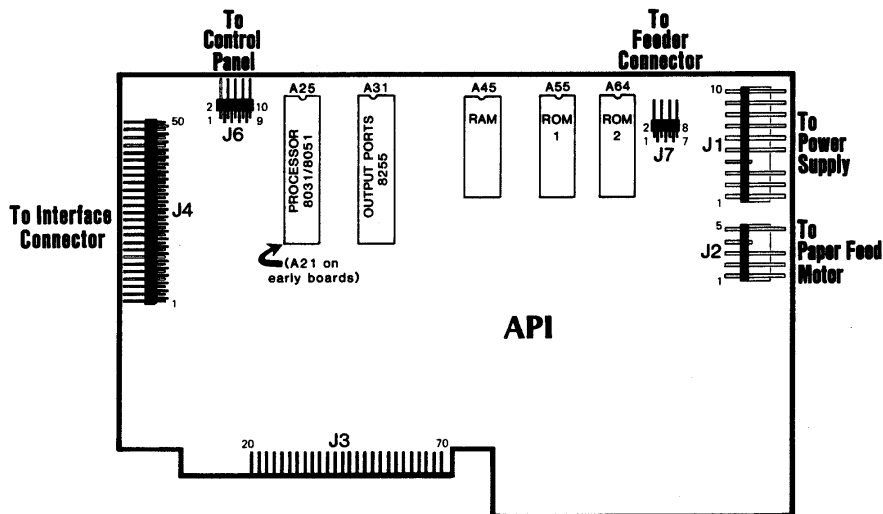 To
Control
Panel
To
Feeder
Connector
A25
A31
A45
A55
A64
2
10
1
9
J6
PROCESSOR
8031/8051
OUTPUT PORTS
8255
RAM
ROM
1
ROM
2
2
8
1
7
J7
10
J1
1
To
Power
Supply
50
J4
1
To Interface
Connector
(A21 on
early boards)
5
J2
1
To
Paper Feed
Motor
API
20
J3
70